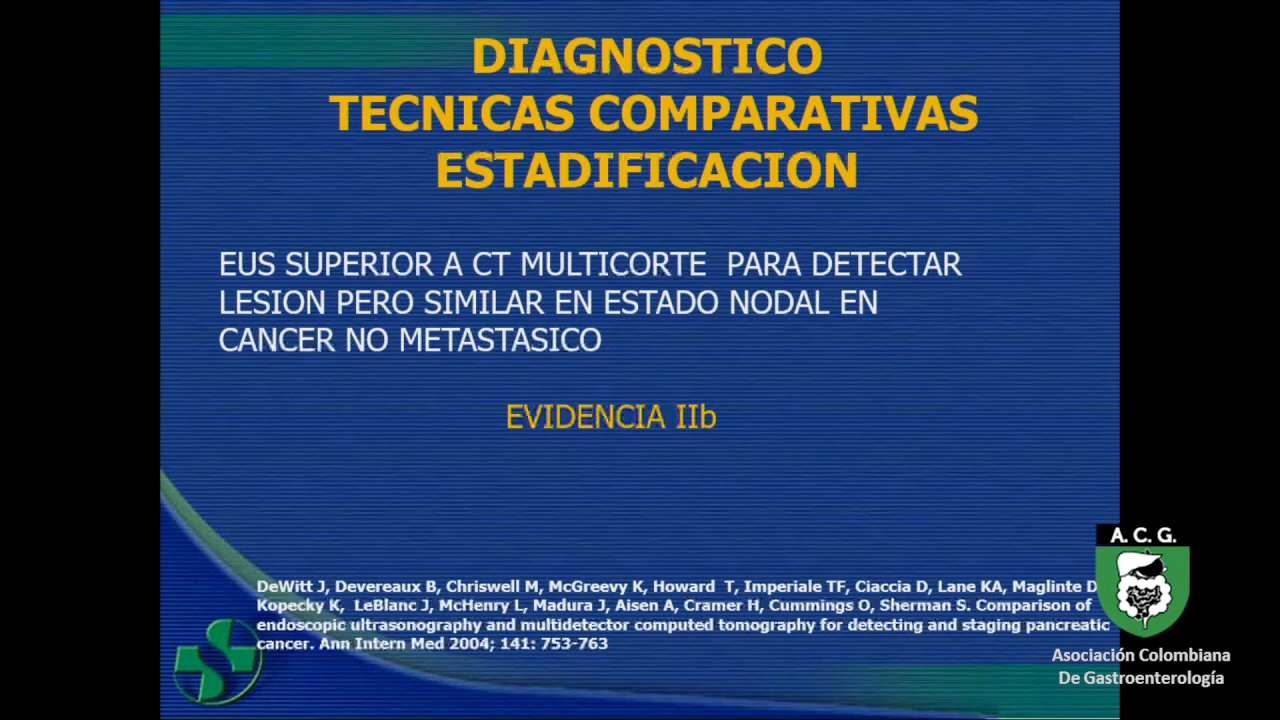 DIAGNOSTICO
TECNICAS COMPARATIVAS
ESTADIFICACION
EUS SUPERIOR A CT MULTICORTE PARA DETECTAR
LESION PERO SIMILAR EN ESTADO NODAL EN
CANCER NO METASTASICO
EVIDENCIA IIb
DeWitt J, Devereaux B, Chriswell M, McGreevy K, Howard T, Imperiale TF, Ciaccia D, Lane KA, Maglinte D
Kopecky K, LeBlanc J, McHenry L, Madura J, Aisen A, Cramer H, Cummings O, Sherman S. Comparison of
endoscopic ultrasonography and multidetector computed tomography for detecting and staging pancreatic
cancer. Ann Intern Med 2004; 141: 753-763
A. C. G.
Asociación Colombiana
De Gastroenterología